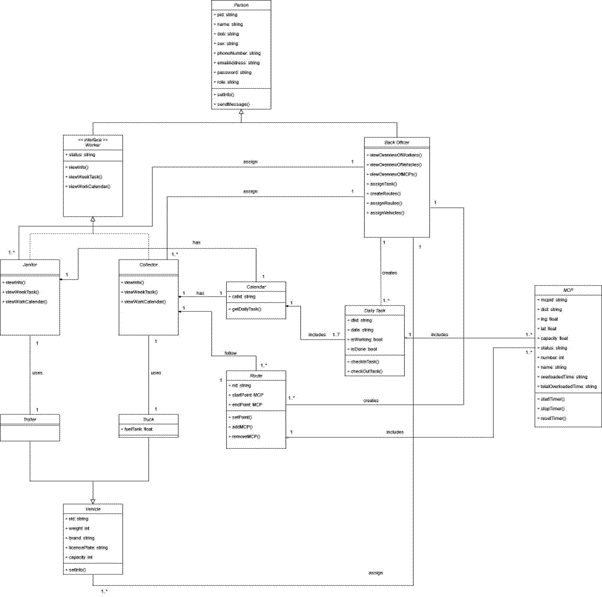 Person
+ pid: string
+ name: string
+ dob: string
+ sex: string
+ phoneNumber: string
+ emailAddress: string
+ password: string
+ role: string
+ setInfo()
+ sendMessage()
<< Interface >>
Worker
+ status: string
+ viewInfo()
+ viewWeekTask()
+ viewWorkCalendar()
Back Officer
+ viewOverviewOfWorkers()
+ viewOverviewOfVehicles()
+ viewOverviewOfMCPs()
+ assignTask()
+ createRoutes()
+ assignRoutes()
+ assignVehicles()
assign
1
assign
1
1
1
1..*
1..*
has
1
Janitor
+ viewInfo()
+ viewWeekTask()
+ viewWorkCalendar()
1
Collector
+ viewInfo()
+ viewWeekTask()
+ viewWorkCalendar()
1
has
1
Calendar
+ calid: string
+ getDailyTask()
1
includes
1..7
creates
1..*
Daily Task
+ date: string
+ isWorking: bool
+ isDone: bool
+ checkInTask()
+ checkOutTask()
1
includes
1..*
1..*
MCP
+ mcpid: string
+ dist: string
+ lng: float
+ lat: float
+ capacity: float
+ status: string
+ number: int
+ name: string
+ overloadedTime: string
+ totalOverloadedTime: string
+ startTimer()
+ stopTimer()
+ resetTimer()
1
uses
1
1
uses
1
follow
1
1..*
Route
+ rid: string
+ startPoint: MCP
+ endPoint: MCP
+ setPoint()
+ addMCP()
+ removeMCP()
1..*
creates
1
includes
Trailer
Truck
+ fuelTank: float
Vehicle
+ vid: string
+ weight: int
+ brand: string
+ licencePlate: string
+ capacity: int
+ setInfo()
1..*
assign